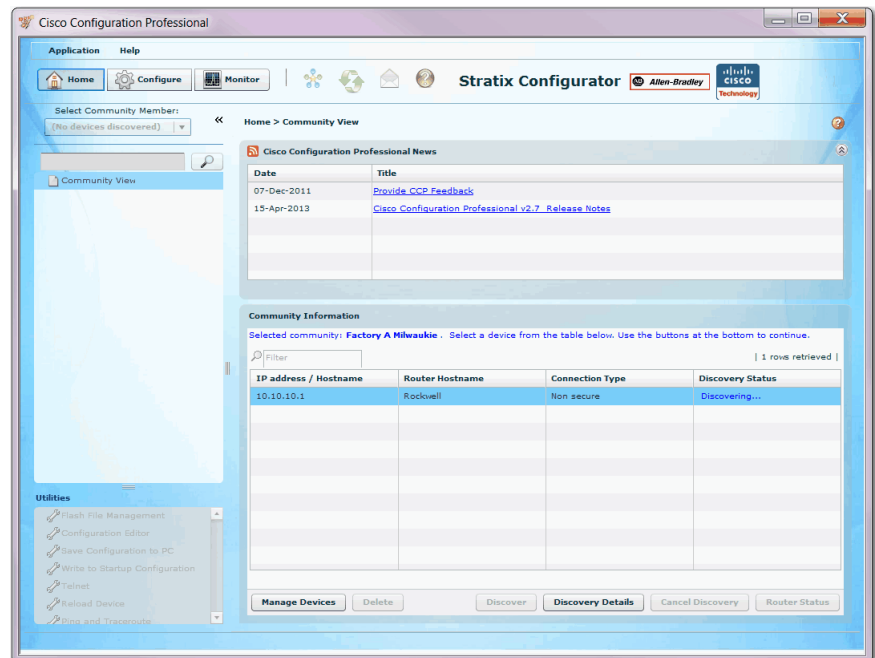 Cisco Configuration Professional
Application Help
Home Configure Monitor Stratix Configurator AB Allen-Bradley CISCO Technology
Select Community Member:
(No devices discovered)
Home > Community View
Cisco Configuration Professional News
Date Title
07-Dec-2011 Provide CCP Feedback
15-Apr-2013 Cisco Configuration Professional v2.7 Release Notes
Community View
Community Information
Selected community: Factory A Milwaukie . Select a device from the table below. Use the buttons at the bottom to continue.
Filter | 1 rows retrieved |
IP address / Hostname Router Hostname Connection Type Discovery Status
10.10.10.1 Rockwell Non secure Discovering...
Utilities
Flash File Management
Configuration Editor
Save Configuration to PC
Write to Startup Configuration
Telnet
Reload Device
Ping and Traceroute
Manage Devices Delete Discover Discovery Details Cancel Discovery Router Status